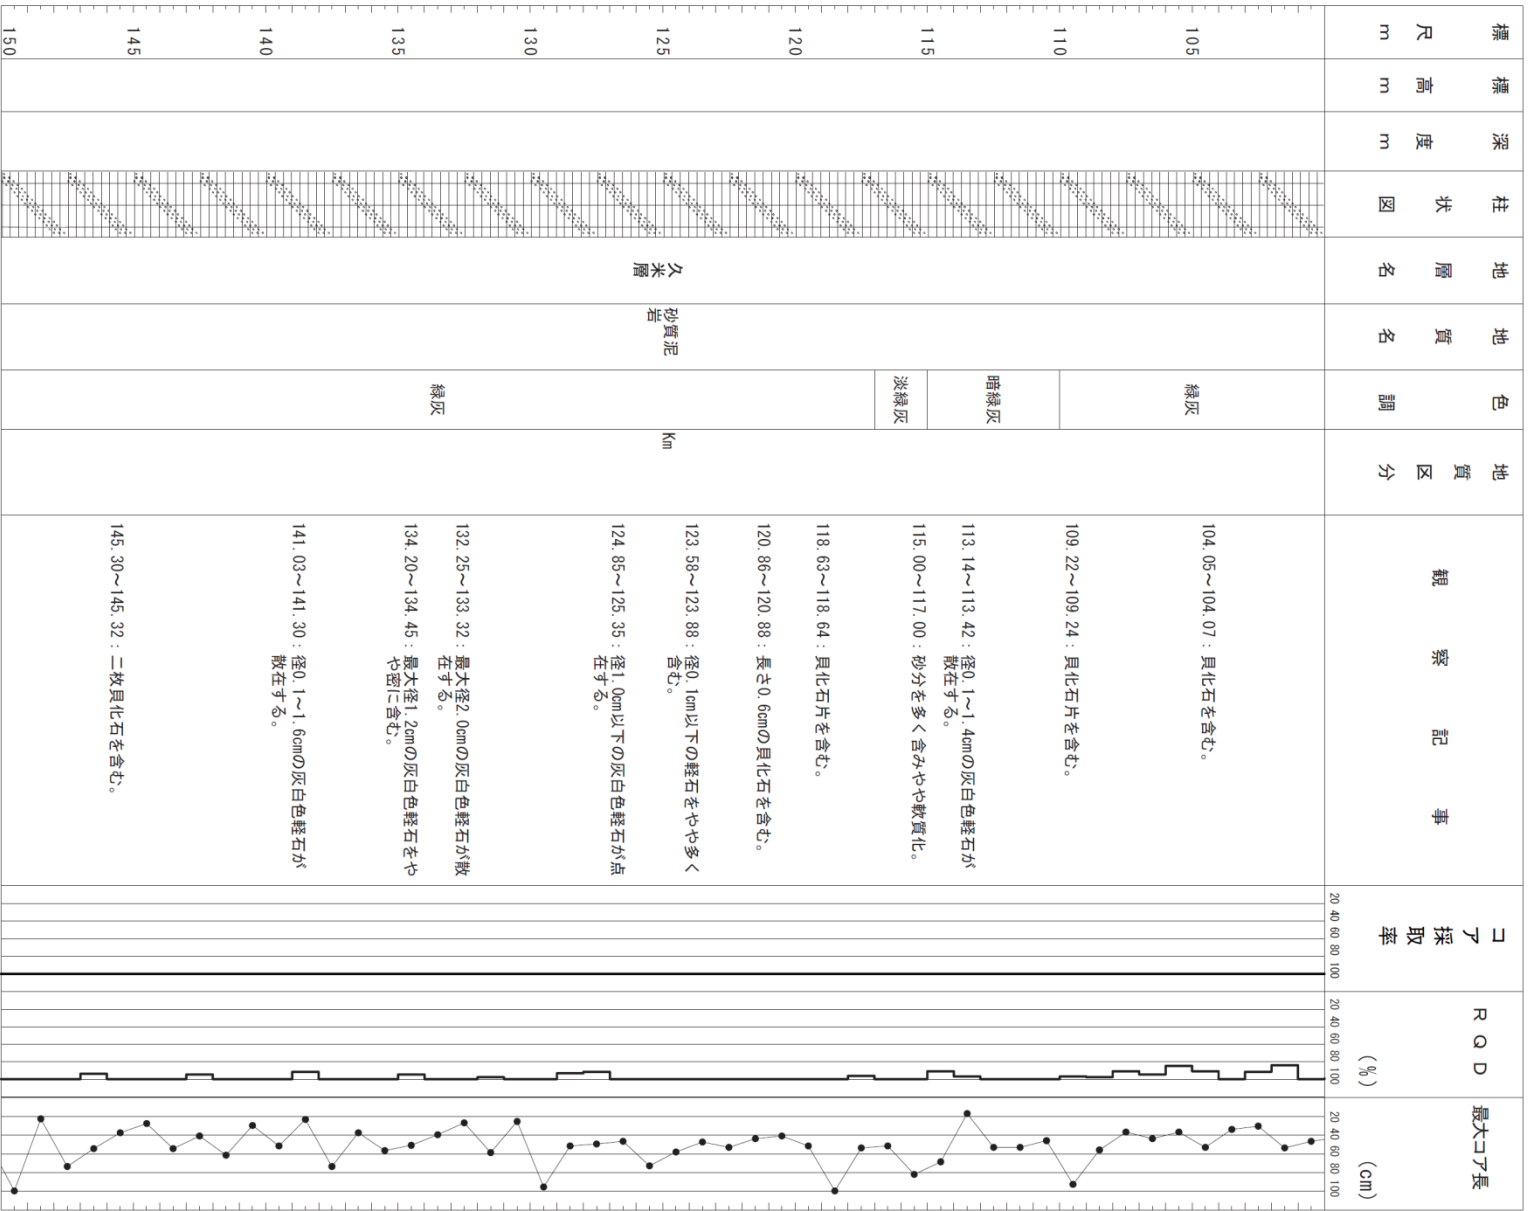 標尺 m
標高 m
深度 m
柱状図
地層名
地質名
色調
地質区分
観察記事
コア採取率
RQD (%)
最大コア長 (cm)
20 40 60 80 100
20 40 60 80 100
20 40 60 80 100
105
110
115
120
125
130
135
140
145
150
久米層
砂質泥
岩
緑灰
暗緑灰
淡緑灰
緑灰
Km
104.05～104.07：貝化石を含む。
109.22～109.24：貝化石片を含む。
113.14～113.42：径0.1～1.4cmの灰白色軽石が
散在する。
115.00～117.00：砂分を多く含みやや軟質化。
118.63～118.64：貝化石片を含む。
120.86～120.88：長さ0.6cmの貝化石を含む。
123.58～123.88：径0.1cm以下の軽石をやや多く
含む。
124.85～125.35：径1.0cm以下の灰白色軽石が点
在する。
132.25～133.32：最大径2.0cmの灰白色軽石が散
在する。
134.20～134.45：最大径1.2cmの灰白色軽石をや
や密に含む。
141.03～141.30：径0.1～1.6cmの灰白色軽石が
散在する。
145.30～145.32：二枚貝化石を含む。